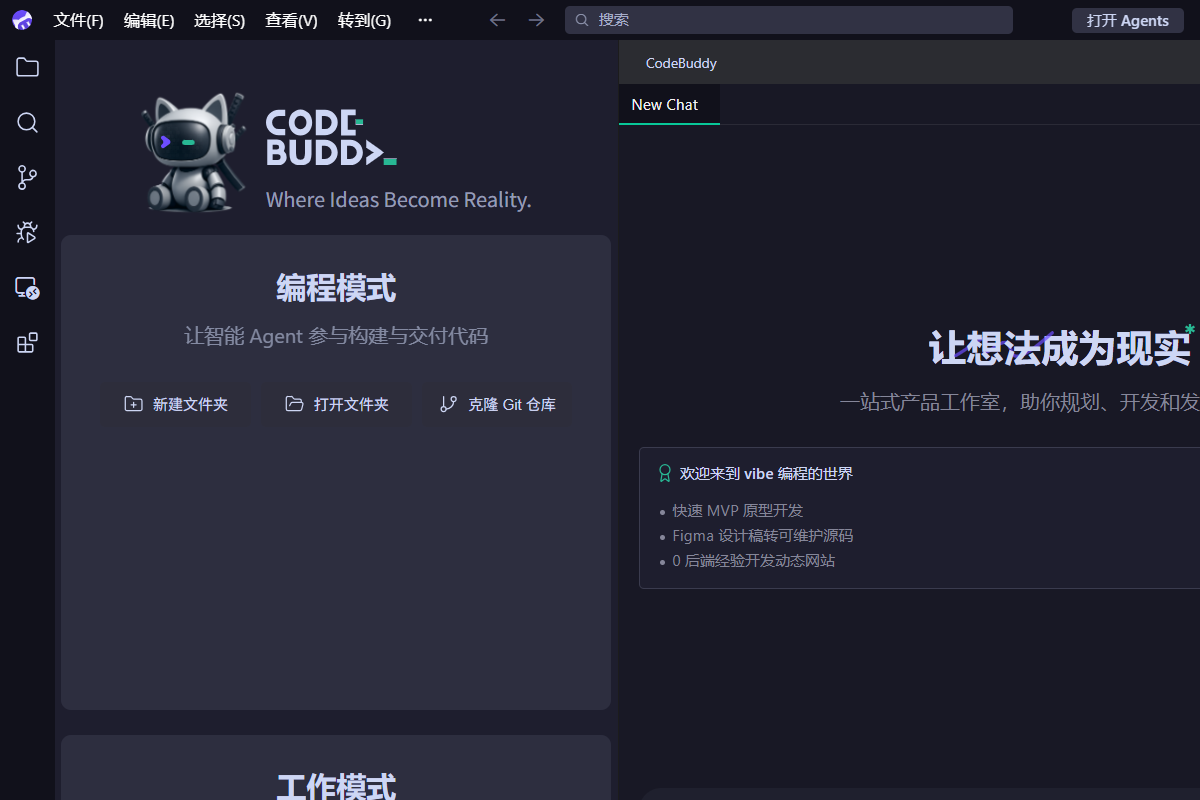 文件(F) 编辑(E) 选择(S) 查看(V) 转到(G) ··· 搜索 打开 Agents
CODE
BUDD>_
Where Ideas Become Reality.
编程模式
让智能 Agent 参与构建与交付代码
新建文件夹 打开文件夹 克隆 Git 仓库
工作模式
CodeBuddy
New Chat
让想法成为现实*
一站式产品工作室，助你规划、开发和发
欢迎来到 vibe 编程的世界
• 快速 MVP 原型开发
• Figma 设计稿转可维护源码
• 0 后端经验开发动态网站